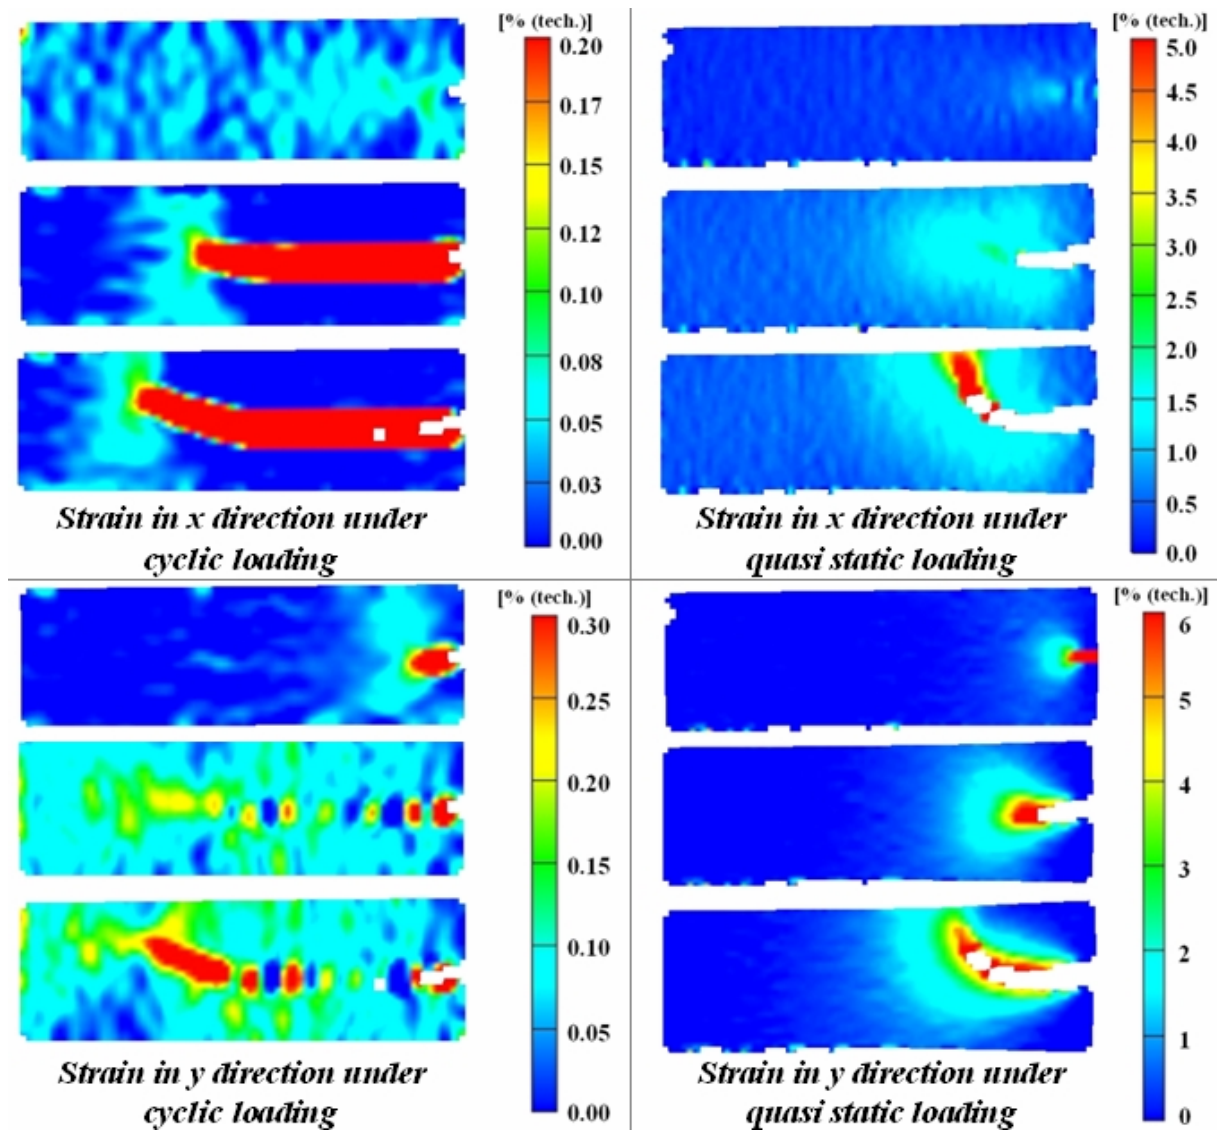 [% (tech.)]
0.20
0.17
0.15
0.12
0.10
0.08
0.05
0.03
0.00
Strain in x direction under
cyclic loading
[% (tech.)]
5.0
4.5
4.0
3.5
3.0
2.5
2.0
1.5
1.0
0.5
0.0
Strain in x direction under
quasi static loading
[% (tech.)]
0.30
0.25
0.20
0.15
0.10
0.05
0.00
Strain in y direction under
cyclic loading
[% (tech.)]
6
5
4
3
2
1
0
Strain in y direction under
quasi static loading